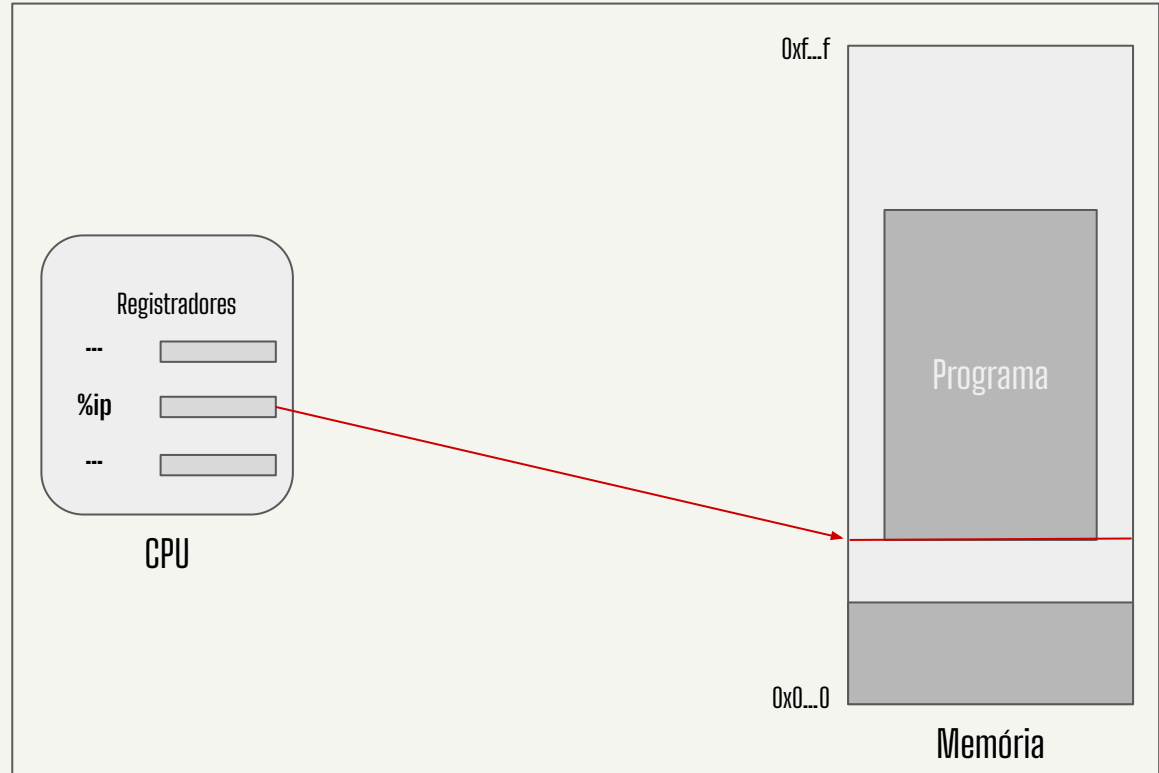 0xf...f
Registradores
---
%ip
---
CPU
Programa
0x0...0
Memória